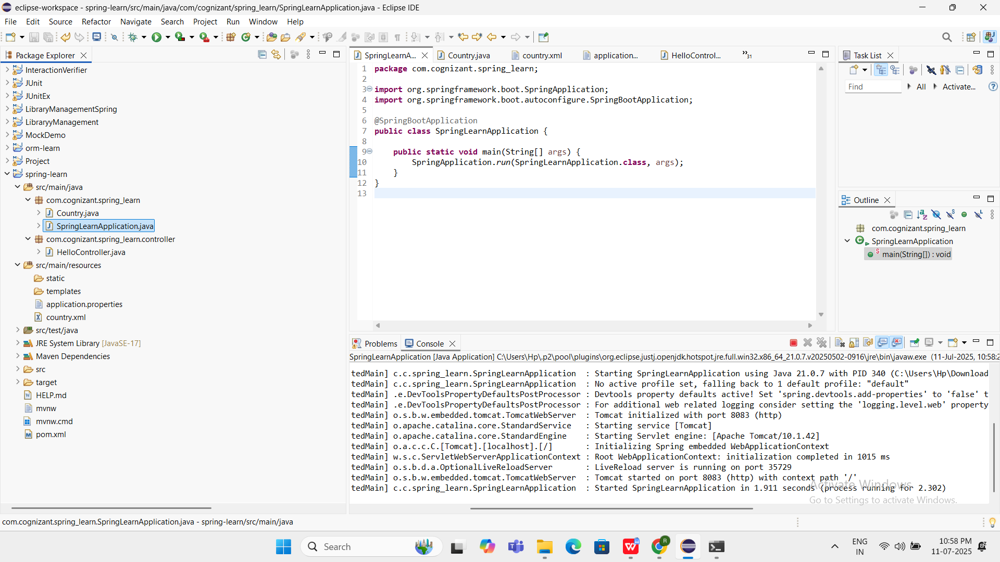 eclipse-workspace - spring-learn/src/main/java/com/cognizant/spring_learn/SpringLearnApplication.java - Eclipse IDE
File Edit Source Refactor Navigate Search Project Run Window Help
Package Explorer
InteractionVerifier
JUnit
JUnitEx
LibraryManagementSpring
LibraryyManagement
MockDemo
orm-learn
Project
spring-learn
src/main/java
com.cognizant.spring_learn
Country.java
SpringLearnApplication.java
com.cognizant.spring_learn.controller
HelloController.java
src/main/resources
static
templates
application.properties
country.xml
src/test/java
JRE System Library [JavaSE-17]
Maven Dependencies
src
target
HELP.md
mvnw
mvnw.cmd
pom.xml
SpringLearnA... Country.java country.xml application... HelloControl... »31
1 package com.cognizant.spring_learn;
2
3 import org.springframework.boot.SpringApplication;
4 import org.springframework.boot.autoconfigure.SpringBootApplication;
5
6 @SpringBootApplication
7 public class SpringLearnApplication {
8
9 public static void main(String[] args) {
10 SpringApplication.run(SpringLearnApplication.class, args);
11 }
12 }
13
Task List
Find All Activate...
Outline
com.cognizant.spring_learn
SpringLearnApplication
main(String[]) : void
Problems Console
SpringLearnApplication [Java Application] C:\Users\Hp\.p2\pool\plugins\org.eclipse.justj.openjdk.hotspot.jre.full.win32.x86_64_21.0.7.v20250502-0916\jre\bin\javaw.exe (11-Jul-2025, 10:58:2
tedMain] c.c.spring_learn.SpringLearnApplication : Starting SpringLearnApplication using Java 21.0.7 with PID 340 (C:\Users\Hp\Download
tedMain] c.c.spring_learn.SpringLearnApplication : No active profile set, falling back to 1 default profile: "default"
tedMain] .e.DevToolsPropertyDefaultsPostProcessor : Devtools property defaults active! Set 'spring.devtools.add-properties' to 'false' t
tedMain] .e.DevToolsPropertyDefaultsPostProcessor : For additional web related logging consider setting the 'logging.level.web' property
tedMain] o.s.b.w.embedded.tomcat.TomcatWebServer : Tomcat initialized with port 8083 (http)
tedMain] o.apache.catalina.core.StandardService : Starting service [Tomcat]
tedMain] o.apache.catalina.core.StandardEngine : Starting Servlet engine: [Apache Tomcat/10.1.42]
tedMain] o.a.c.c.C.[Tomcat].[localhost].[/] : Initializing Spring embedded WebApplicationContext
tedMain] w.s.c.ServletWebServerApplicationContext : Root WebApplicationContext: initialization completed in 1015 ms
tedMain] o.s.b.d.a.OptionalLiveReloadServer : LiveReload server is running on port 35729
tedMain] o.s.b.w.embedded.tomcat.TomcatWebServer : Tomcat started on port 8083 (http) with context path '/'
tedMain] c.c.spring_learn.SpringLearnApplication : Started SpringLearnApplication in 1.911 seconds (process running for 2.302)
Activate Windows
Go to Settings to activate Windows.
com.cognizant.spring_learn.SpringLearnApplication.java - spring-learn/src/main/java
Search
ENG
IN
10:58 PM
11-07-2025